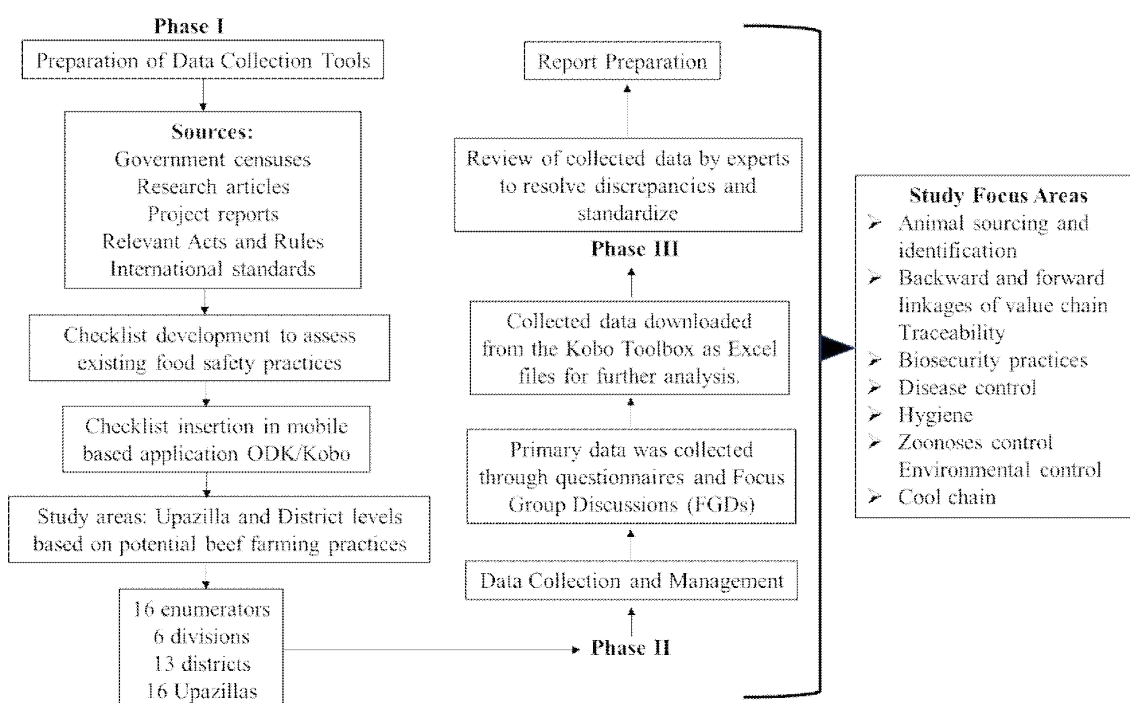 Phase I
Preparation of Data Collection Tools
Sources:
Government censuses
Research articles
Project reports
Relevant Acts and Rules
International standards
Checklist development to assess
existing food safety practices
Checklist insertion in mobile
based application ODK/Kobo
Study areas: Upazilla and District levels
based on potential beef farming practices
16 enumerators
6 divisions
13 districts
16 Upazillas
Phase II
Data Collection and Management
Primary data was collected
through questionnaires and Focus
Group Discussions (FGDs)
Collected data downloaded
from the Kobo Toolbox as Excel
files for further analysis.
Phase III
Review of collected data by experts
to resolve discrepancies and
standardize
Report Preparation
Study Focus Areas
➢ Animal sourcing and
identification
➢ Backward and forward
linkages of value chain
Traceability
➢ Biosecurity practices
➢ Disease control
➢ Hygiene
➢ Zoonoses control
Environmental control
➢ Cool chain